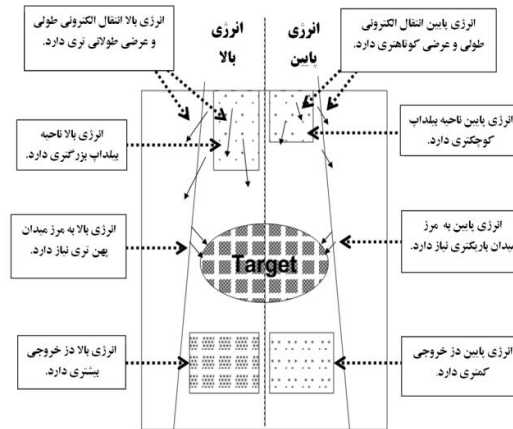 انرژی بالا انتقال الکترونی طولی
و عرضی طولانی تری دارد.
انرژی
بالا
انرژی
پایین
انرژی پایین انتقال الکترونی
طولی و عرضی کوتاهتری دارد.
انرژی بالا ناحیه
بیلداپ بزرگتری دارد.
انرژی پایین ناحیه بیلداپ
کوچکتری دارد.
انرژی بالا به مرز میدان
پهن تری نیاز دارد.
Target
انرژی پایین به مرز
میدان باریکتری نیاز دارد.
انرژی بالا دز خروجی
بیشتری دارد.
انرژی پایین دز خروجی
کمتری دارد.